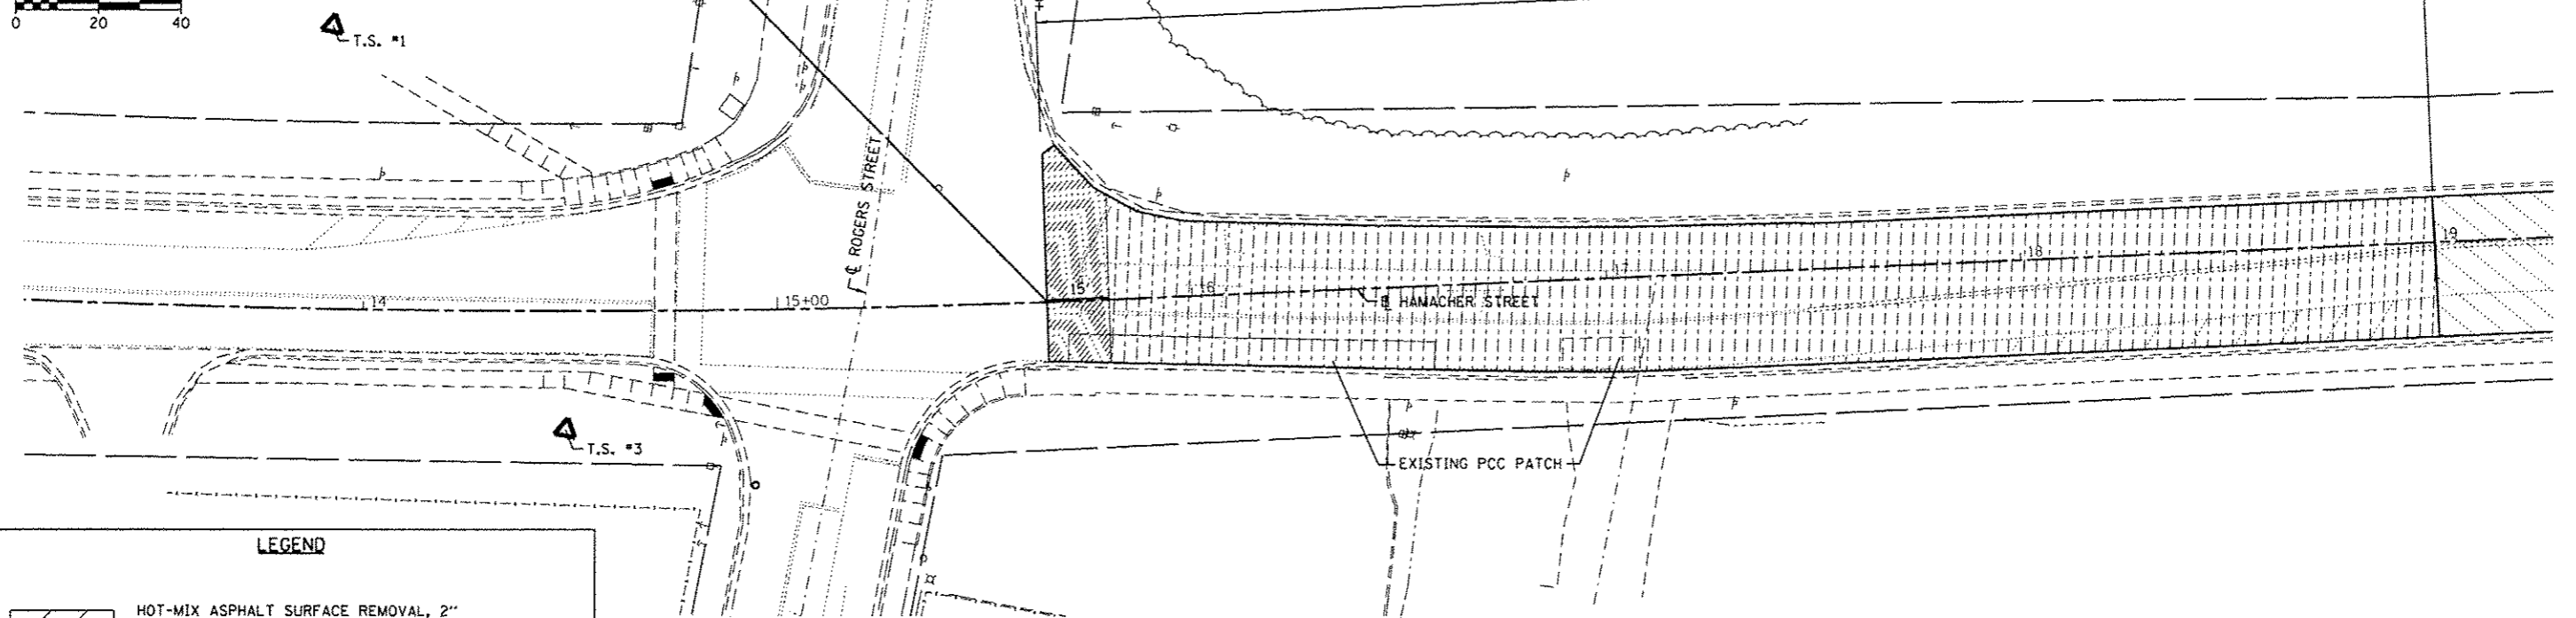 0 20 40
T.S. #1
℄ ROGERS STREET
14
15+00
15
16
17
18
19
℄ HAMACHER STREET
EXISTING PCC PATCH
T.S. #3
LEGEND
HOT-MIX ASPHALT SURFACE REMOVAL, 2"